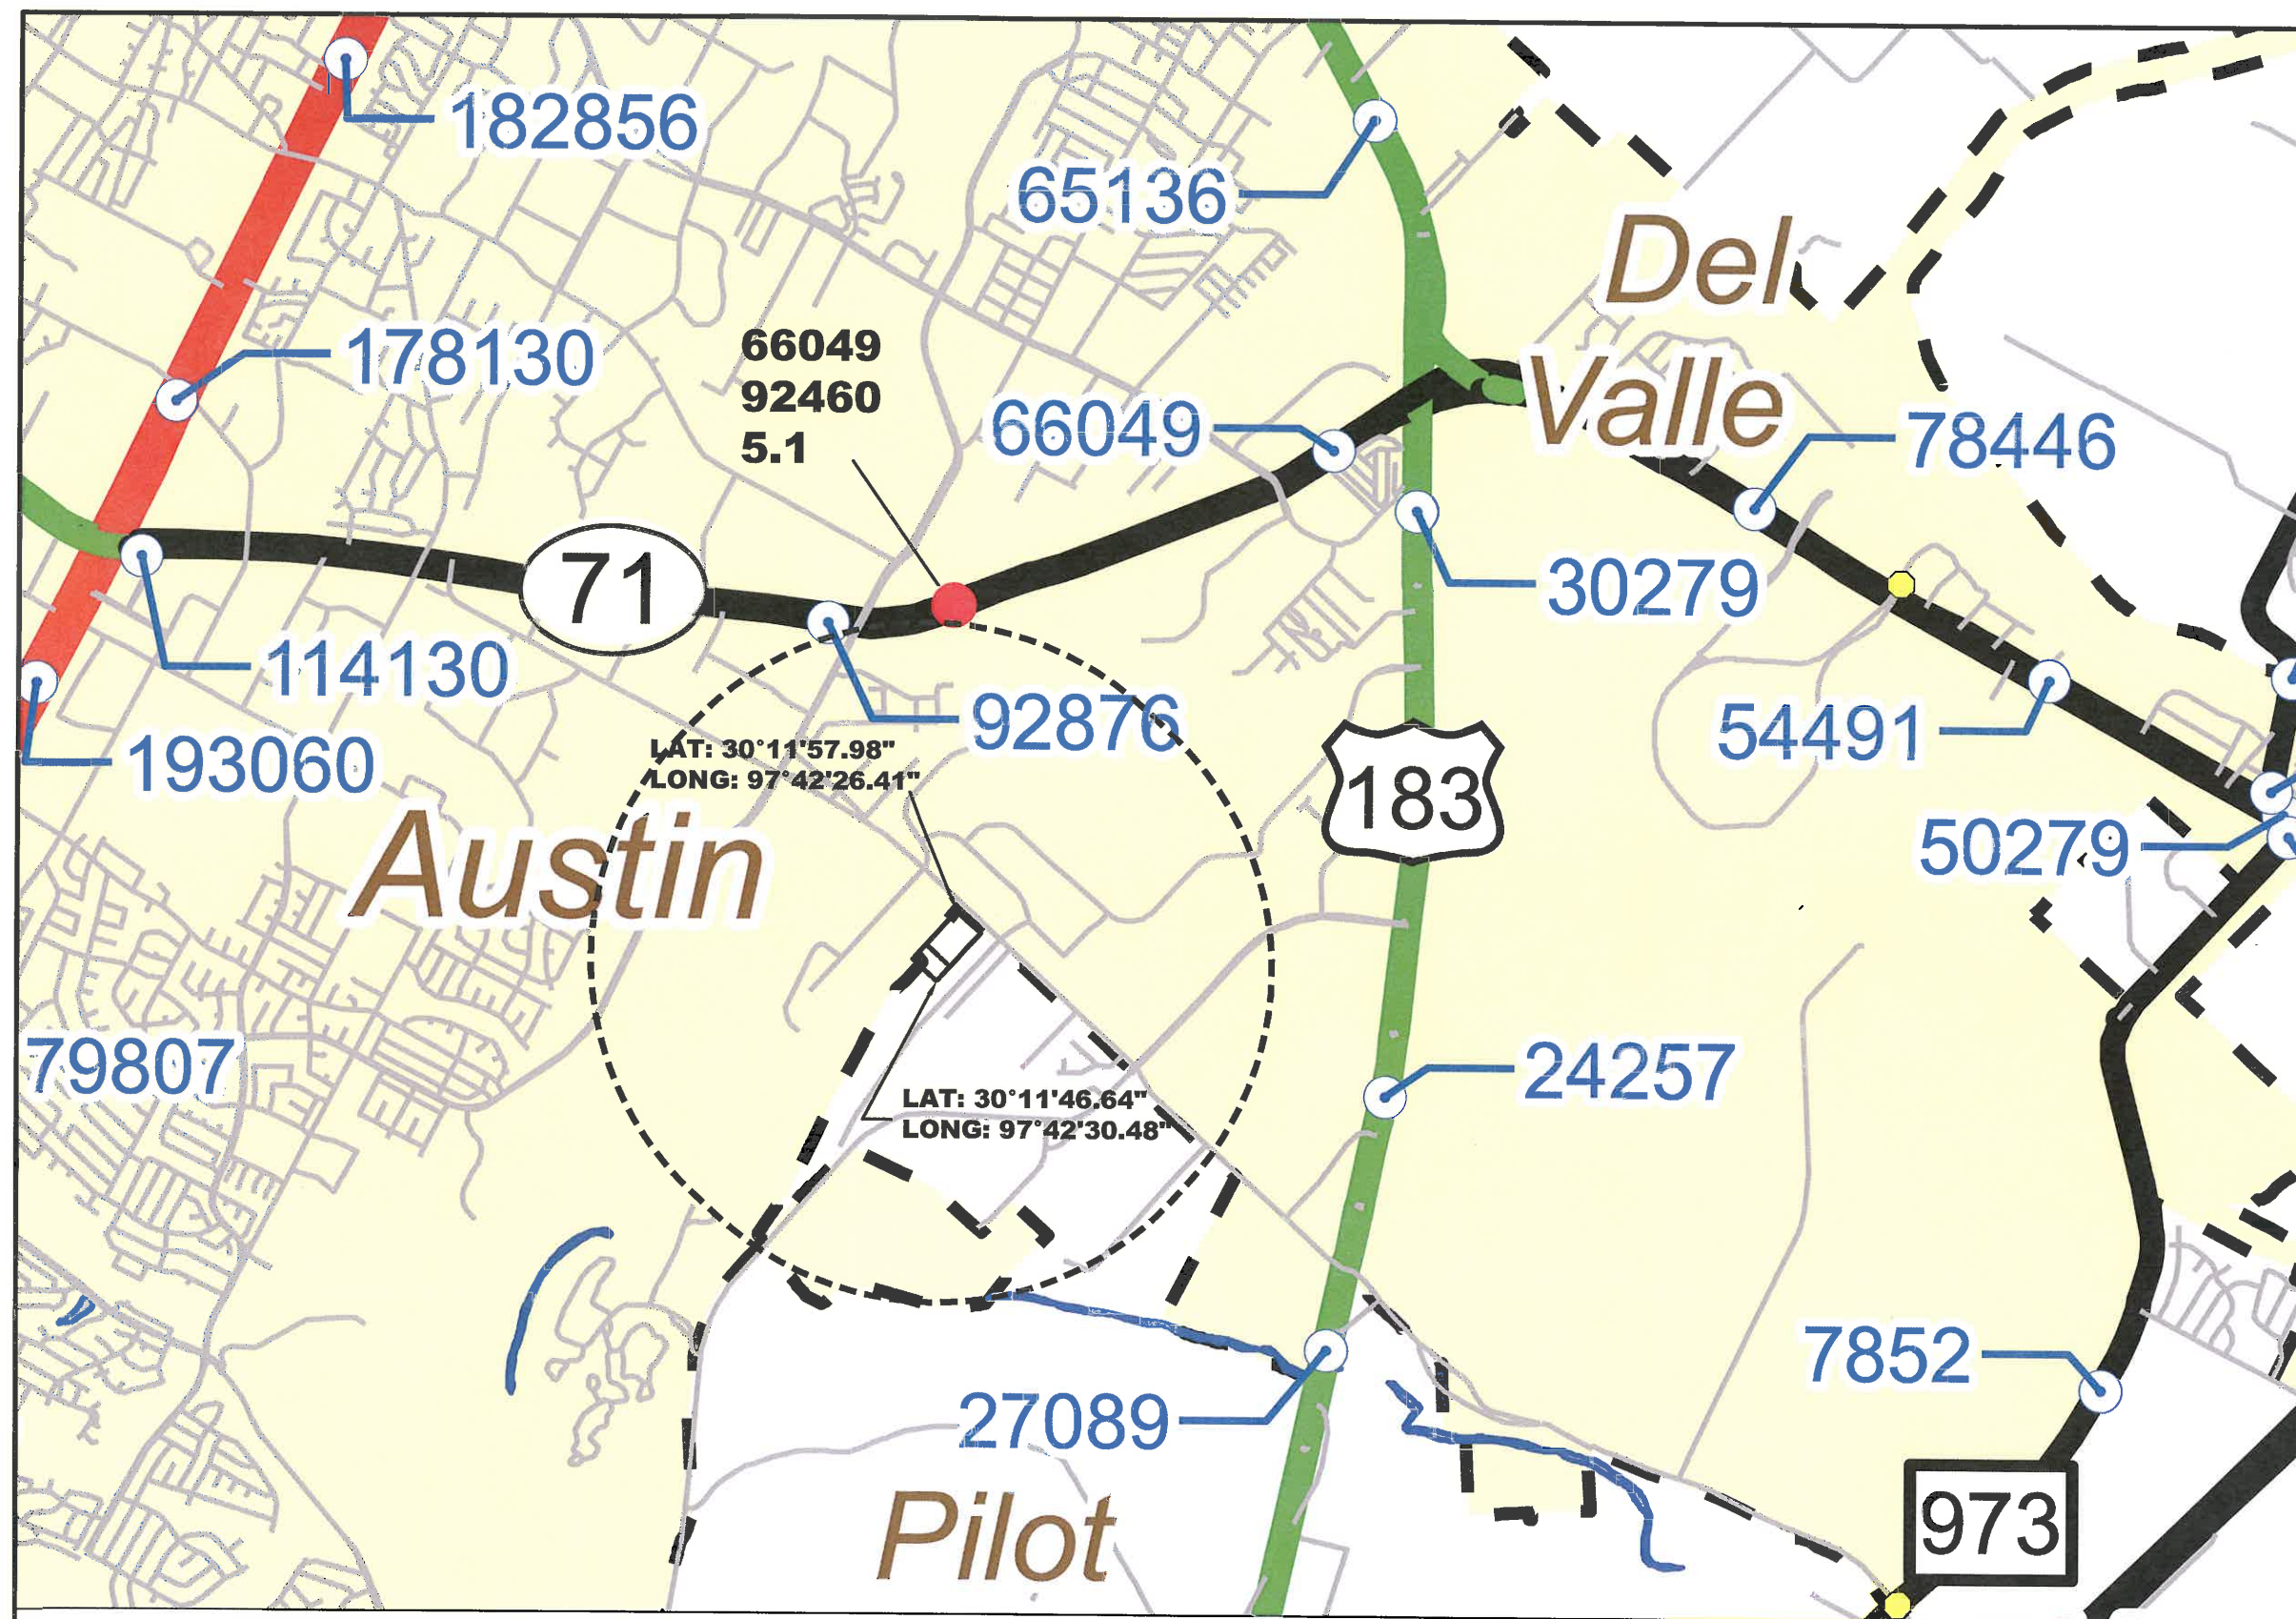 182856
65136
Del
178130
66049
92460
5.1
66049
Valle
78446
71
30279
114130
92876
54491
193060
LAT: 30°11'57.98"
LONG: 97°42'26.41"
183
50279
Austin
79807
24257
LAT: 30°11'46.64"
LONG: 97°42'30.48"
7852
27089
Pilot
973